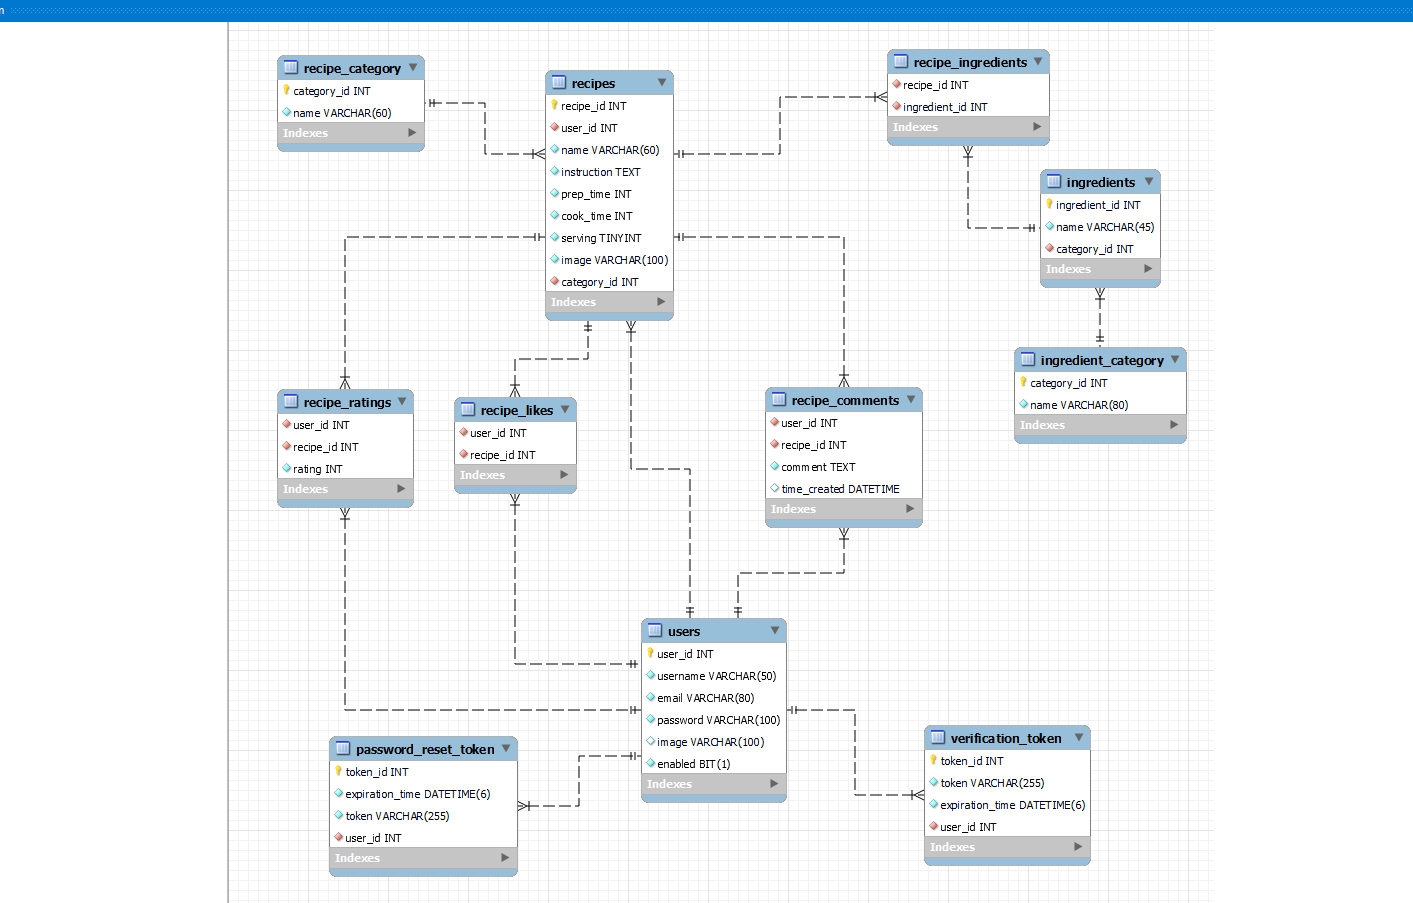 n
recipe_category
category_id INT
name VARCHAR(60)
Indexes
recipes
recipe_id INT
user_id INT
name VARCHAR(60)
instruction TEXT
prep_time INT
cook_time INT
serving TINYINT
image VARCHAR(100)
category_id INT
Indexes
recipe_ingredients
recipe_id INT
ingredient_id INT
Indexes
ingredients
ingredient_id INT
name VARCHAR(45)
category_id INT
Indexes
ingredient_category
category_id INT
name VARCHAR(80)
Indexes
recipe_ratings
user_id INT
recipe_id INT
rating INT
Indexes
recipe_likes
user_id INT
recipe_id INT
Indexes
recipe_comments
user_id INT
recipe_id INT
comment TEXT
time_created DATETIME
Indexes
users
user_id INT
username VARCHAR(50)
email VARCHAR(80)
password VARCHAR(100)
image VARCHAR(100)
enabled BIT(1)
Indexes
password_reset_token
token_id INT
expiration_time DATETIME(6)
token VARCHAR(255)
user_id INT
Indexes
verification_token
token_id INT
token VARCHAR(255)
expiration_time DATETIME(6)
user_id INT
Indexes